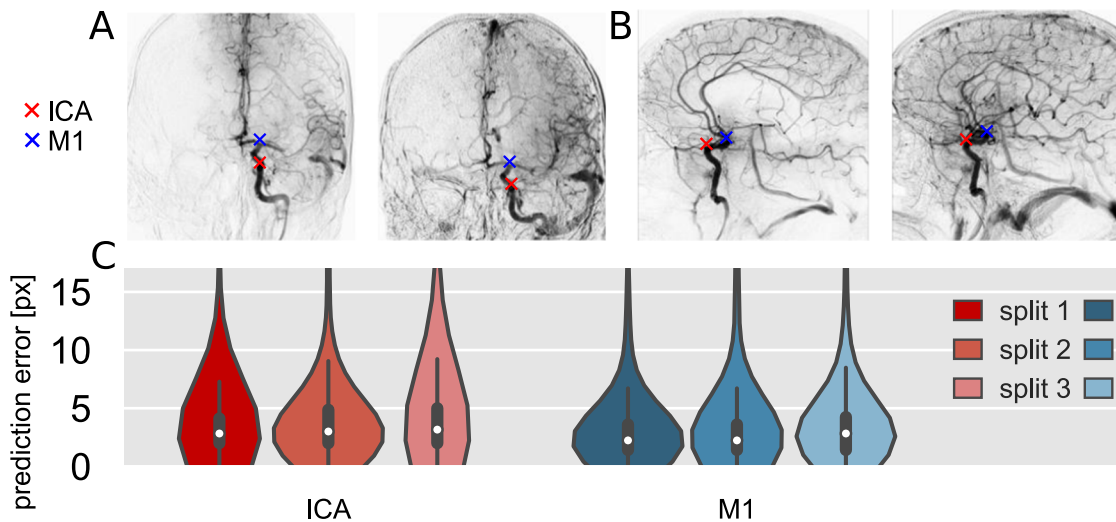 A
B
× ICA
× M1
C
prediction error [px]
15
10
5
0
split 1
split 2
split 3
ICA
M1